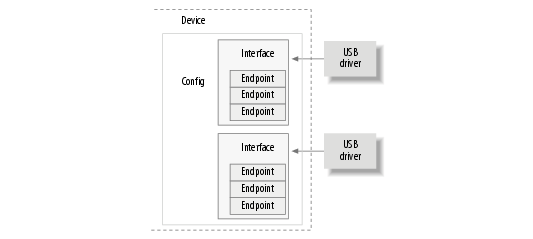 Device
Config
Interface
Endpoint
Endpoint
Endpoint
USB
driver
Interface
Endpoint
Endpoint
Endpoint
USB
driver